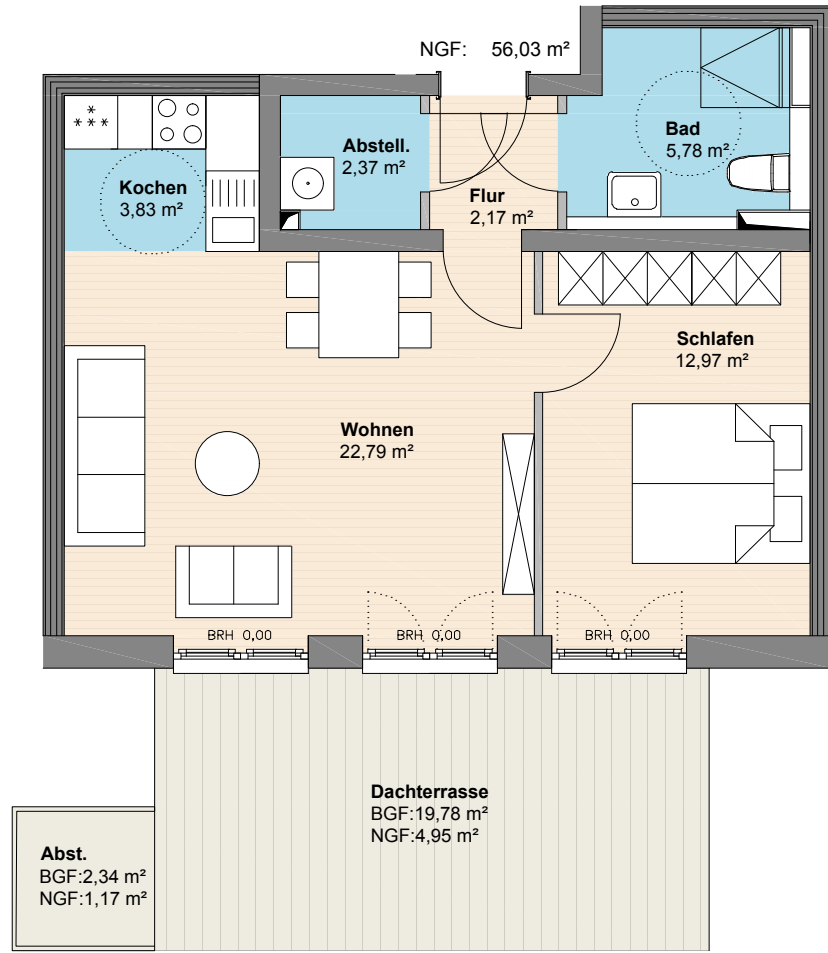 NGF: 56,03 m²
Bad
5,78 m²
Abstell.
2,37 m²
Kochen
3,83 m²
Flur
2,17 m²
Schlafen
12,97 m²
Wohnen
22,79 m²
BRH 0,00
BRH 0,00
BRH 0,00
Dachterrasse
BGF:19,78 m²
NGF:4,95 m²
Abst.
BGF:2,34 m²
NGF:1,17 m²